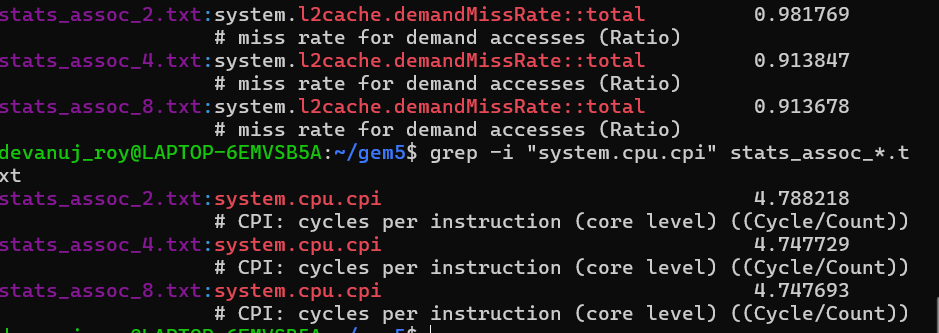 stats_assoc_2.txt:system.l2cache.demandMissRate::total 0.981769
# miss rate for demand accesses (Ratio)
stats_assoc_4.txt:system.l2cache.demandMissRate::total 0.913847
# miss rate for demand accesses (Ratio)
stats_assoc_8.txt:system.l2cache.demandMissRate::total 0.913678
# miss rate for demand accesses (Ratio)
devanuj_roy@LAPTOP-6EMVSB5A:~/gem5$ grep -i "system.cpu.cpi" stats_assoc_*.t
xt
stats_assoc_2.txt:system.cpu.cpi 4.788218
# CPI: cycles per instruction (core level) ((Cycle/Count))
stats_assoc_4.txt:system.cpu.cpi 4.747729
# CPI: cycles per instruction (core level) ((Cycle/Count))
stats_assoc_8.txt:system.cpu.cpi 4.747693
# CPI: cycles per instruction (core level) ((Cycle/Count))
devanuj_roy@LAPTOP-6EMVSB5A:~/gem5$